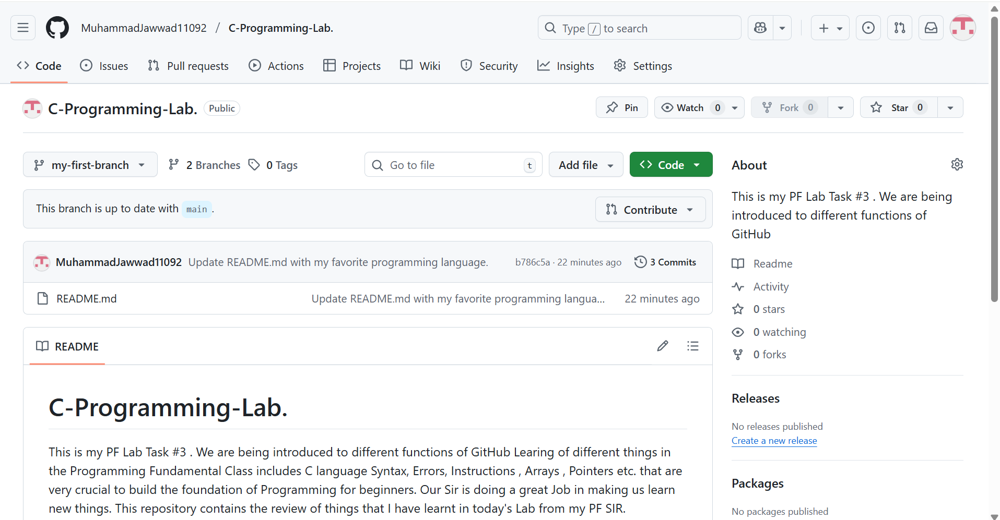 MuhammadJawwad11092 / C-Programming-Lab.
Type / to search
Code Issues Pull requests Actions Projects Wiki Security Insights Settings
C-Programming-Lab. Public
Pin Watch 0 Fork 0 Star 0
my-first-branch 2 Branches 0 Tags Go to file t Add file Code
This branch is up to date with main . Contribute
MuhammadJawwad11092 Update README.md with my favorite programming language. b786c5a · 22 minutes ago 3 Commits
README.md Update README.md with my favorite programming langua... 22 minutes ago
README
C-Programming-Lab.
This is my PF Lab Task #3 . We are being introduced to different functions of GitHub Learing of different things in
the Programming Fundamental Class includes C language Syntax, Errors, Instructions , Arrays , Pointers etc. that are
very crucial to build the foundation of Programming for beginners. Our Sir is doing a great Job in making us learn
new things. This repository contains the review of things that I have learnt in today's Lab from my PF SIR.
About
This is my PF Lab Task #3 . We are being
introduced to different functions of
GitHub
Readme
Activity
0 stars
0 watching
0 forks
Releases
No releases published
Create a new release
Packages
No packages published